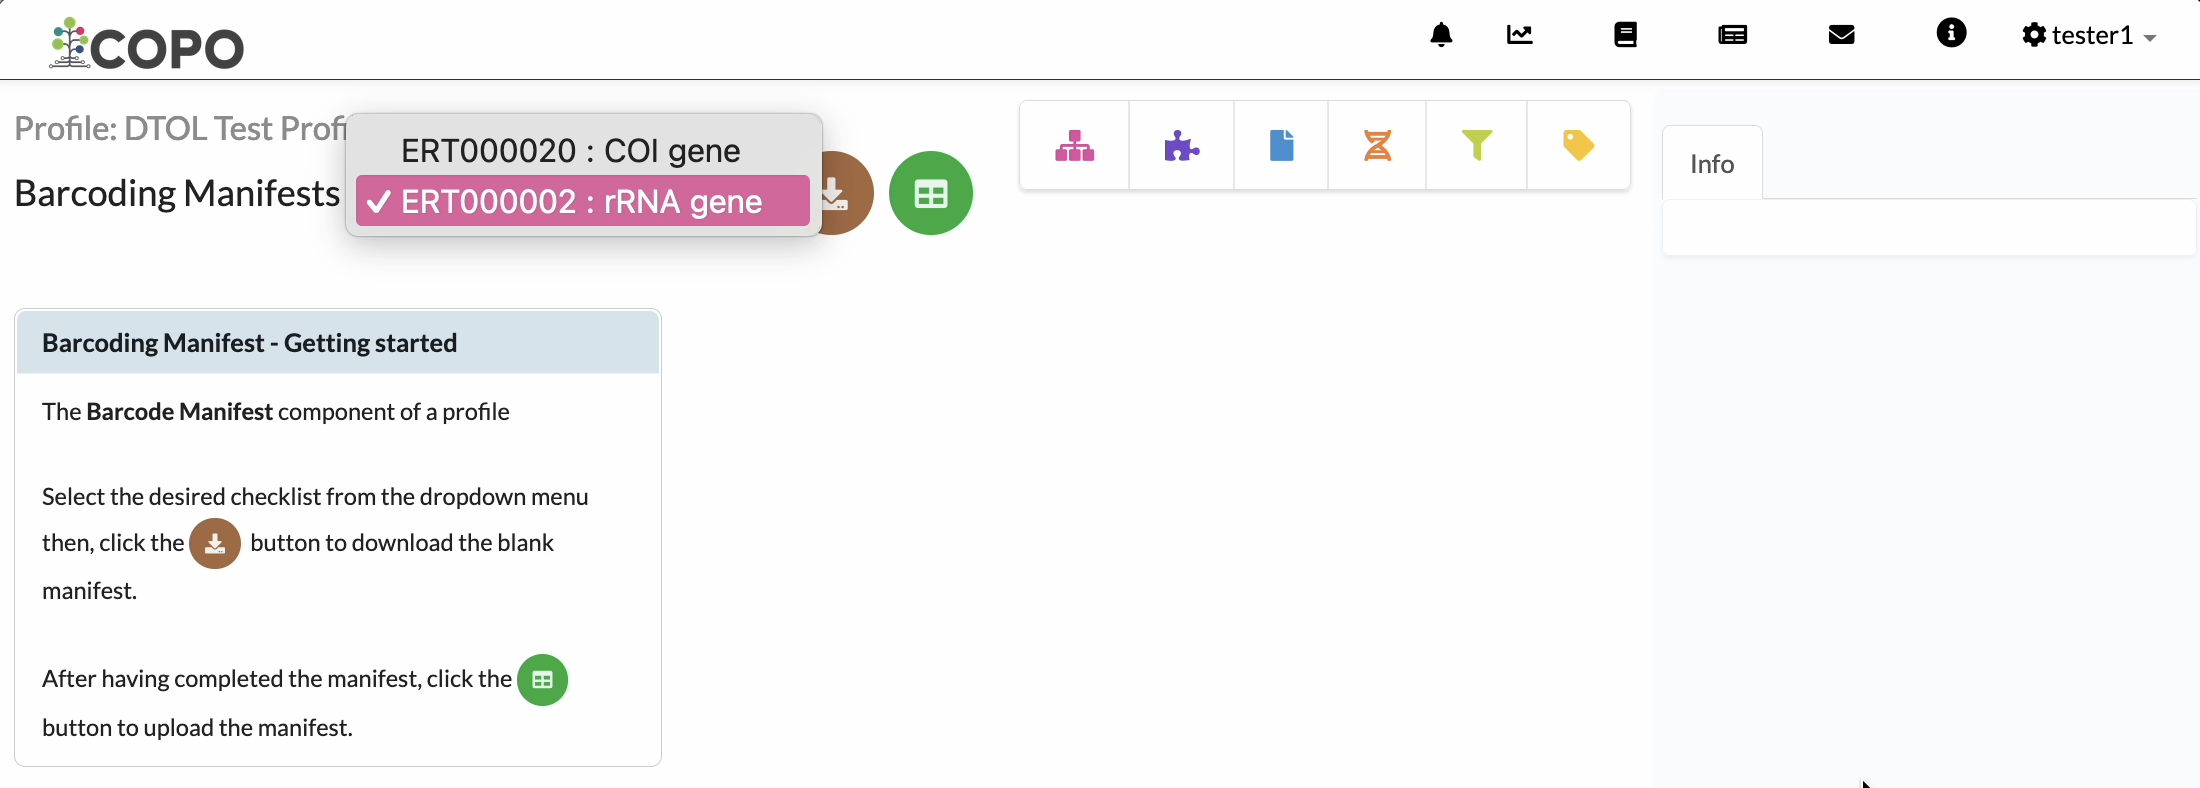 COPO
tester1
Profile: DTOL Test Prof
ERT000020 : COI gene
Barcoding Manifests
✓ ERT000002 : rRNA gene
Info
Barcoding Manifest - Getting started
The Barcode Manifest component of a profile
Select the desired checklist from the dropdown menu
then, click the button to download the blank
manifest.
After having completed the manifest, click the
button to upload the manifest.